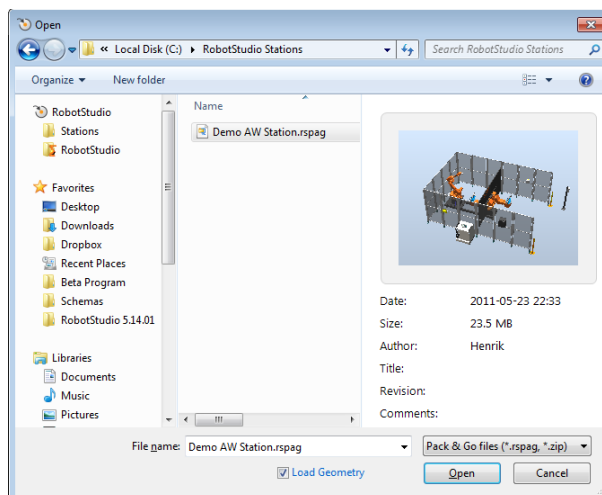 Open
« Local Disk (C:) ▸ RobotStudio Stations
Search RobotStudio Stations
Organize
New folder
RobotStudio
Stations
RobotStudio
Favorites
Desktop
Downloads
Dropbox
Recent Places
Beta Program
Schemas
RobotStudio 5.14.01
Libraries
Documents
Music
Pictures
Name
Demo AW Station.rspag
Date: 2011-05-23 22:33
Size: 23.5 MB
Author: Henrik
Title:
Revision:
Comments:
File name: Demo AW Station.rspag
Pack & Go files (*.rspag, *.zip)
Load Geometry
Open
Cancel